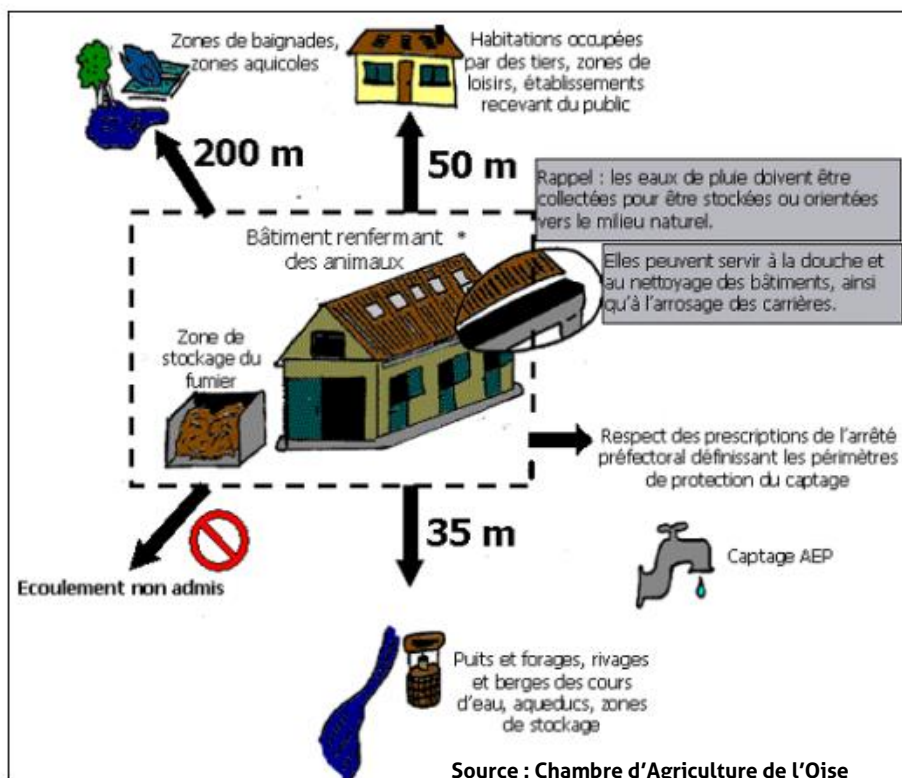 Zones de baignades,
zones aquicoles
Habitations occupées
par des tiers, zones de
loisirs, établissements
recevant du public
200 m
50 m
Rappel : les eaux de pluie doivent être
collectées pour être stockées ou orientées
vers le milieu naturel.
Elles peuvent servir à la douche et
au nettoyage des bâtiments, ainsi
qu'à l'arrosage des carrières.
Bâtiment renfermant *
des animaux
Zone de
stockage du
fumier
Respect des prescriptions de l'arrêté
préfectoral définissant les périmètres
de protection du captage
35 m
Captage AEP
Ecoulement non admis
Puits et forages, rivages
et berges des cours
d'eau, aqueducs, zones
de stockage
Source : Chambre d'Agriculture de l'Oise